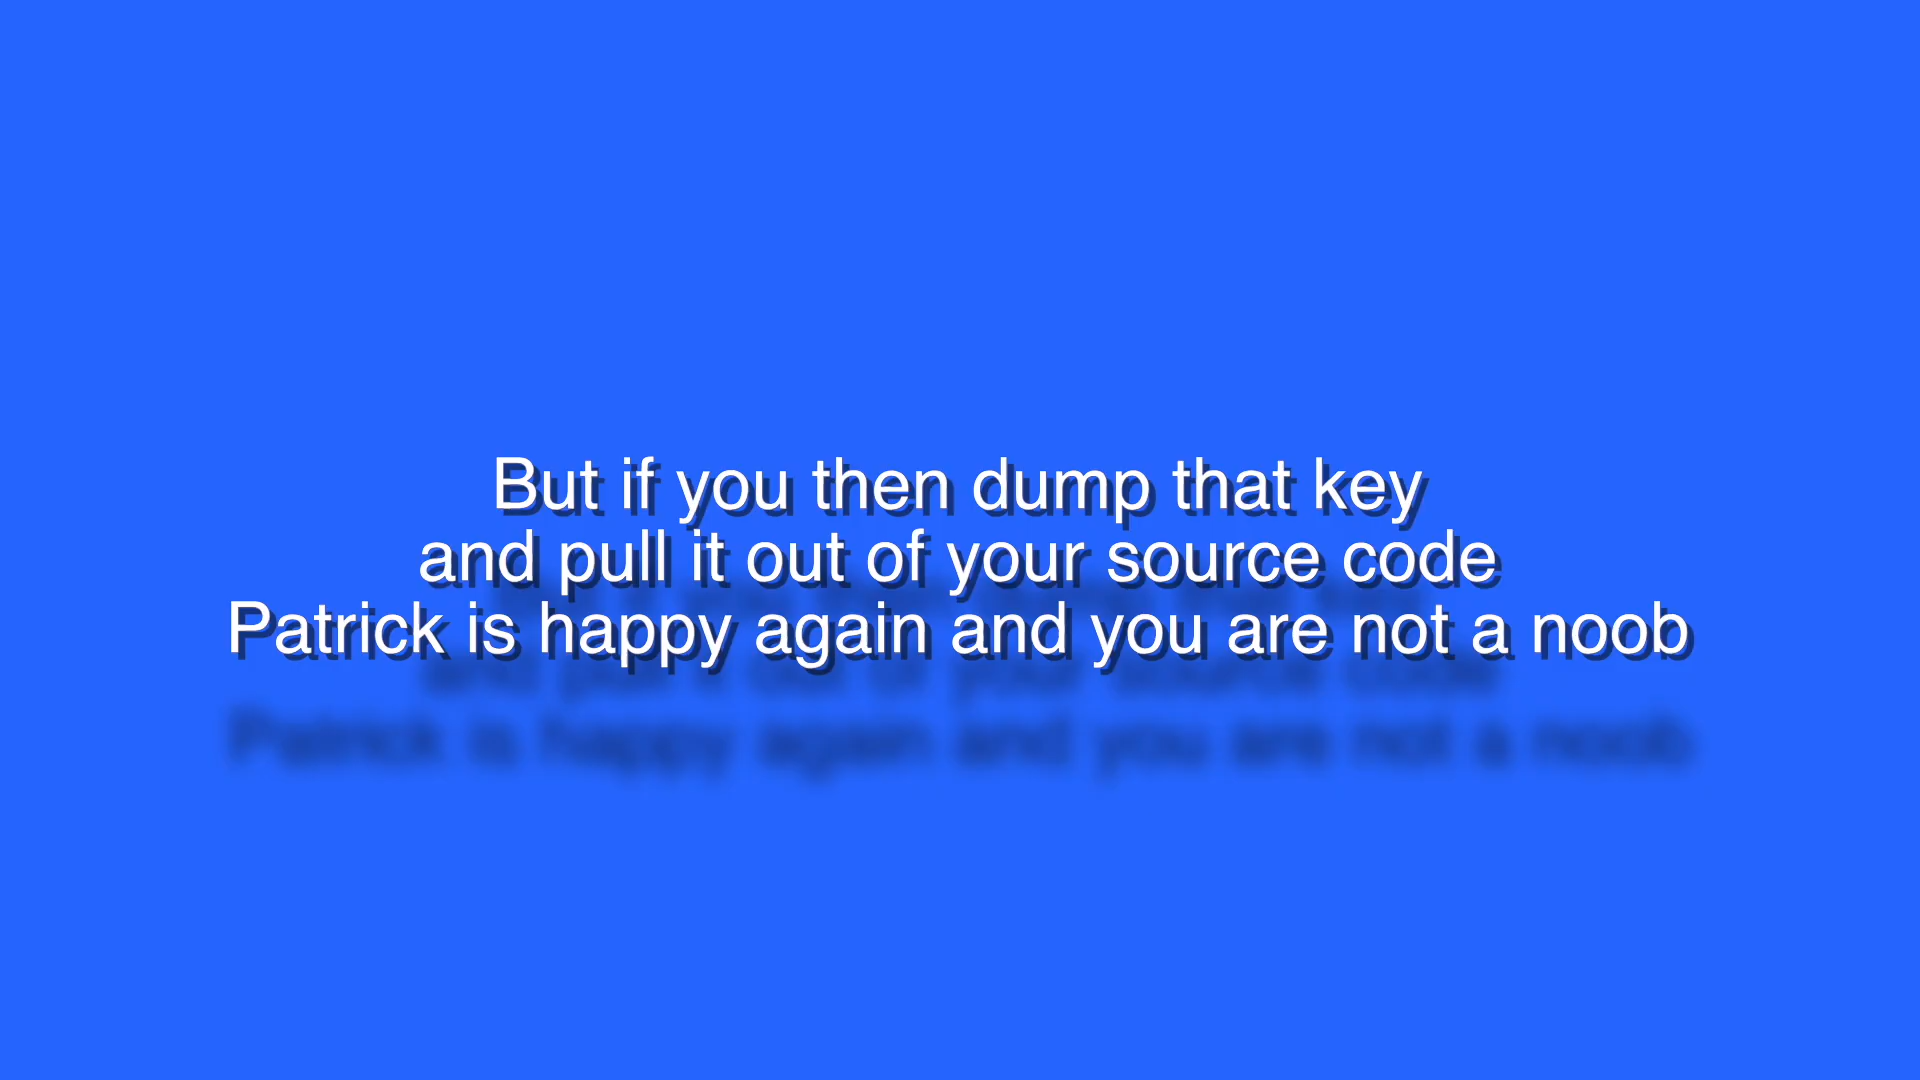 But if you then dump that key
and pull it out of your source code
Patrick is happy again and you are not a noob